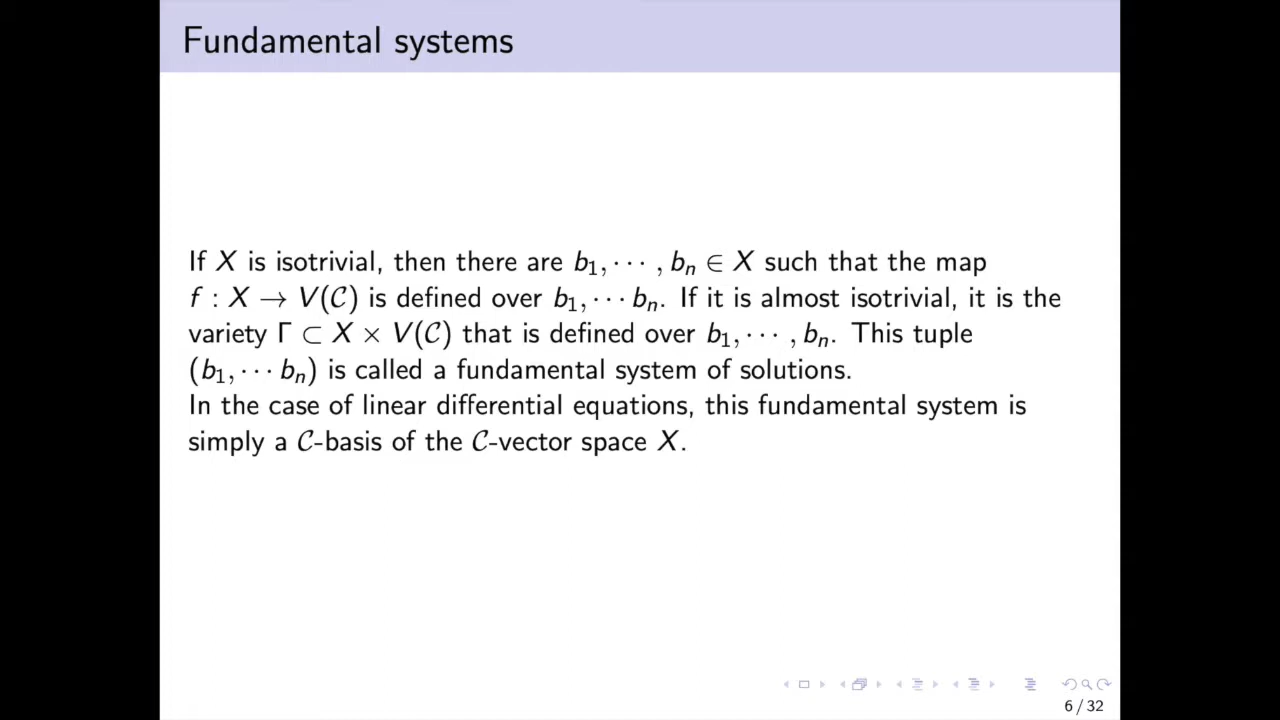 Fundamental systems
If X is isotrivial, then there are b₁, ··· , bₙ ∈ X such that the map
f : X → V(𝒞) is defined over b₁, ··· bₙ. If it is almost isotrivial, it is the
variety Γ ⊂ X × V(𝒞) that is defined over b₁, ··· , bₙ. This tuple
(b₁, ··· bₙ) is called a fundamental system of solutions.
In the case of linear differential equations, this fundamental system is
simply a 𝒞-basis of the 𝒞-vector space X.
6 / 32